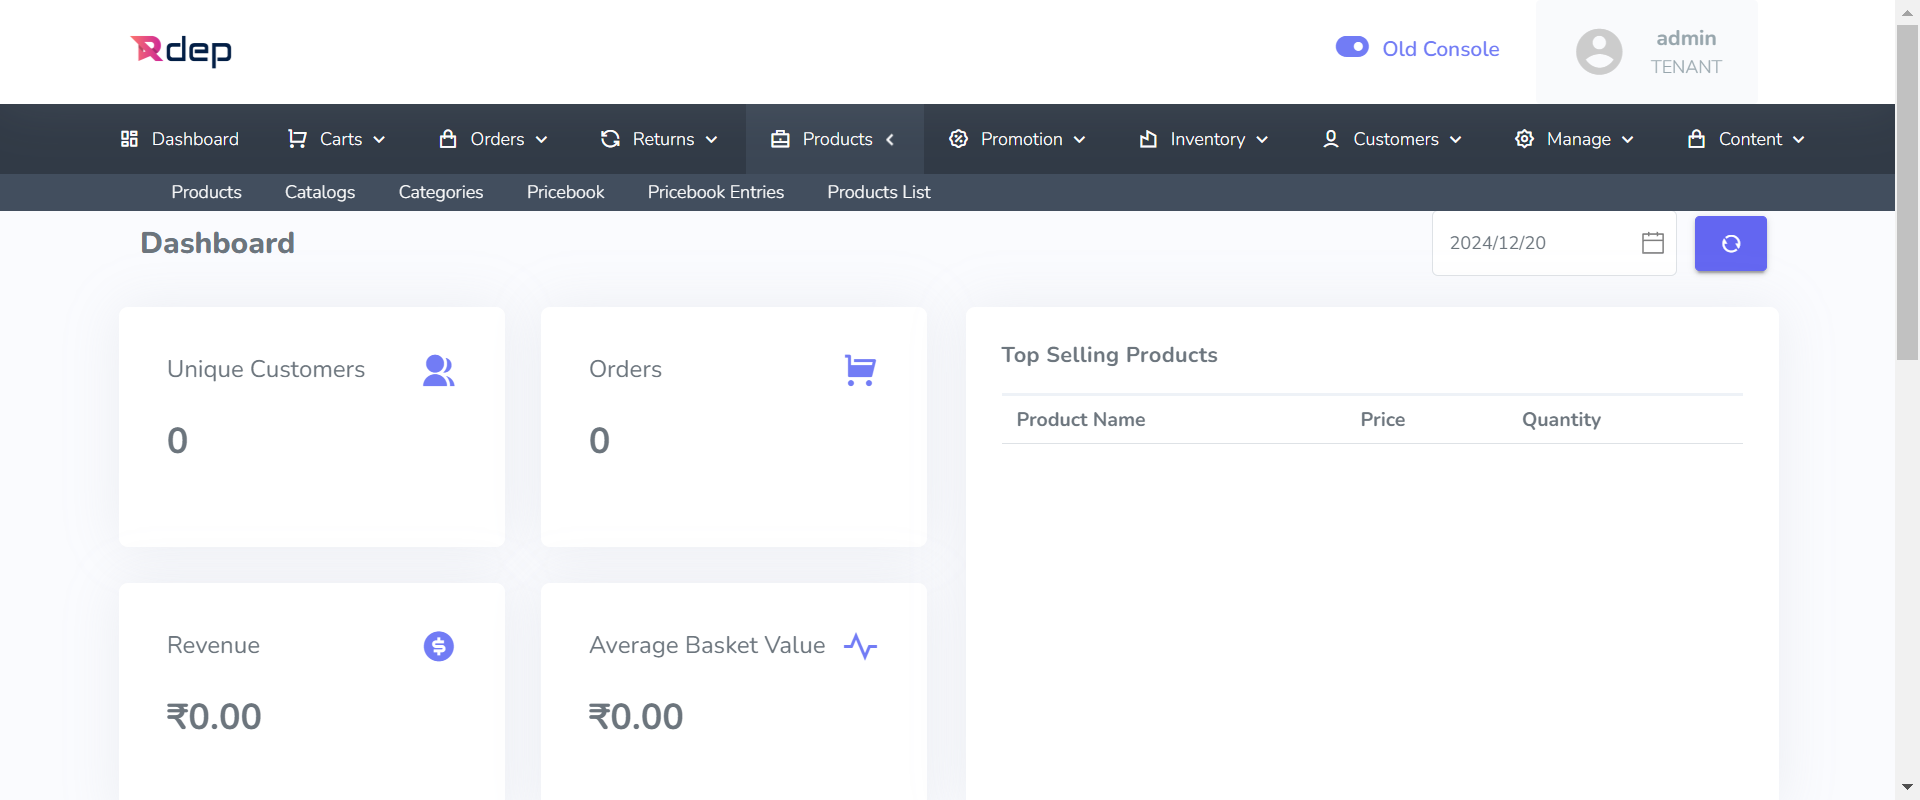 Rdep
Old Console
admin
TENANT
Dashboard Carts Orders Returns Products Promotion Inventory Customers Manage Content
Products Catalogs Categories Pricebook Pricebook Entries Products List
Dashboard
2024/12/20
Unique Customers
0
Orders
0
Top Selling Products
Product Name Price Quantity
Revenue
₹0.00
Average Basket Value
₹0.00